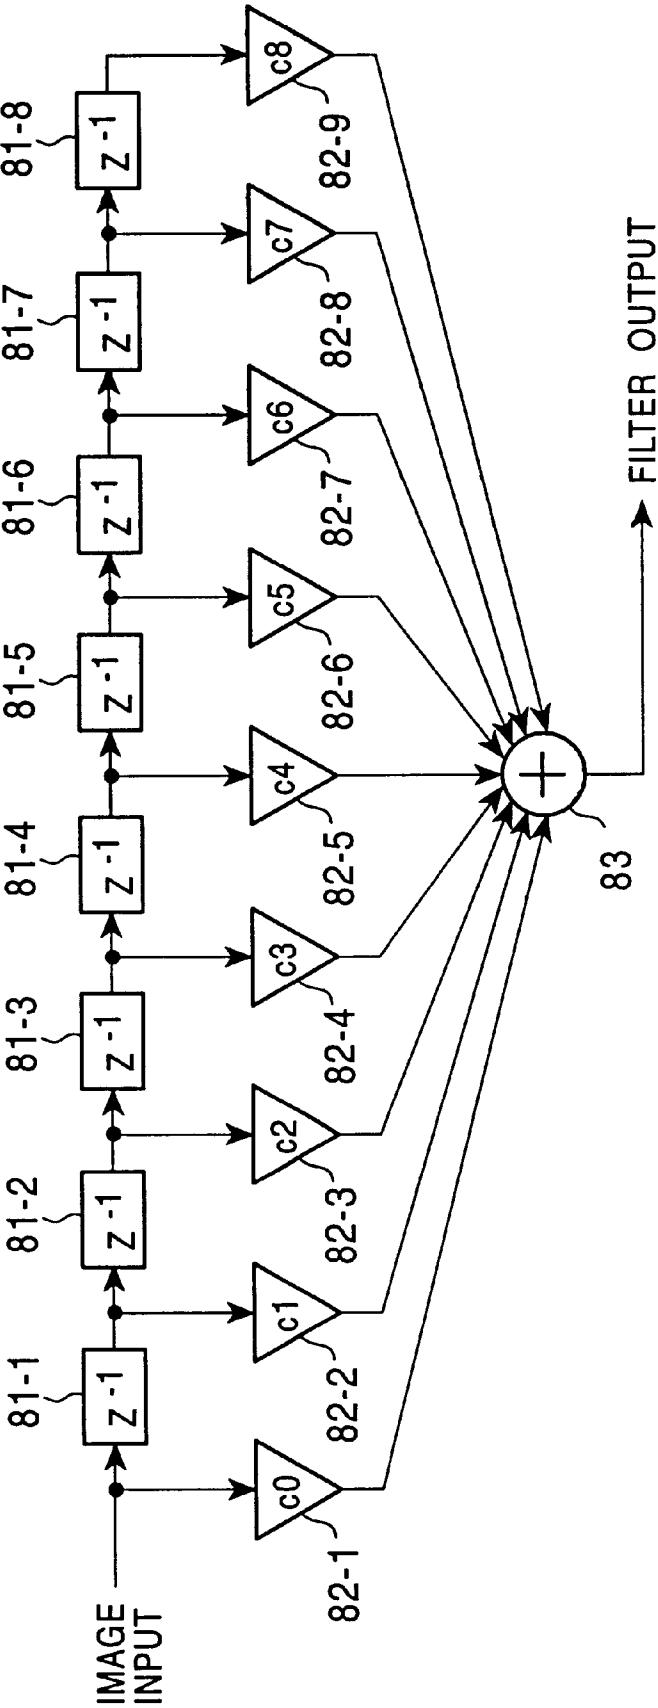 81-1
81-2
81-3
81-4
81-5
81-6
81-7
81-8
IMAGE
INPUT
z-1
z-1
z-1
z-1
z-1
z-1
z-1
z-1
c0
c1
c2
c3
c4
c5
c6
c7
c8
82-1
82-2
82-3
82-4
82-5
82-6
82-7
82-8
82-9
83
FILTER OUTPUT